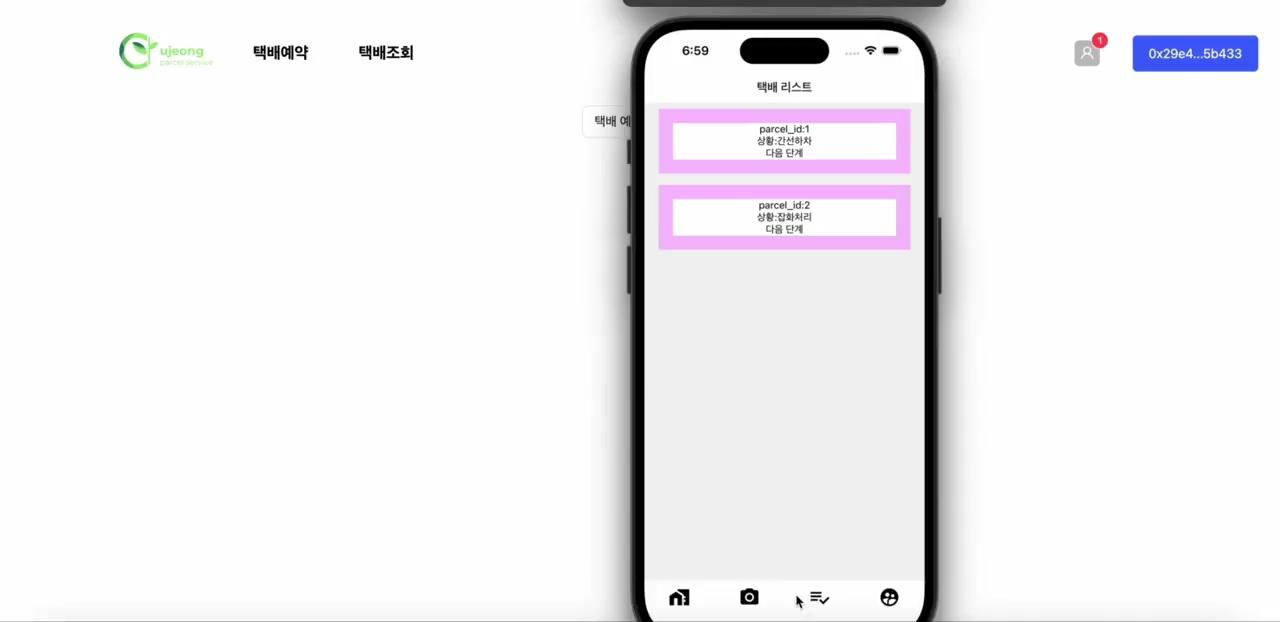 ujeong
parcel service
택배예약
택배조회
1
0x29e4...5b433
택배 예
6:59
택배 리스트
parcel_id:1
상황:간선하차
다음 단계
parcel_id:2
상황:잡화처리
다음 단계